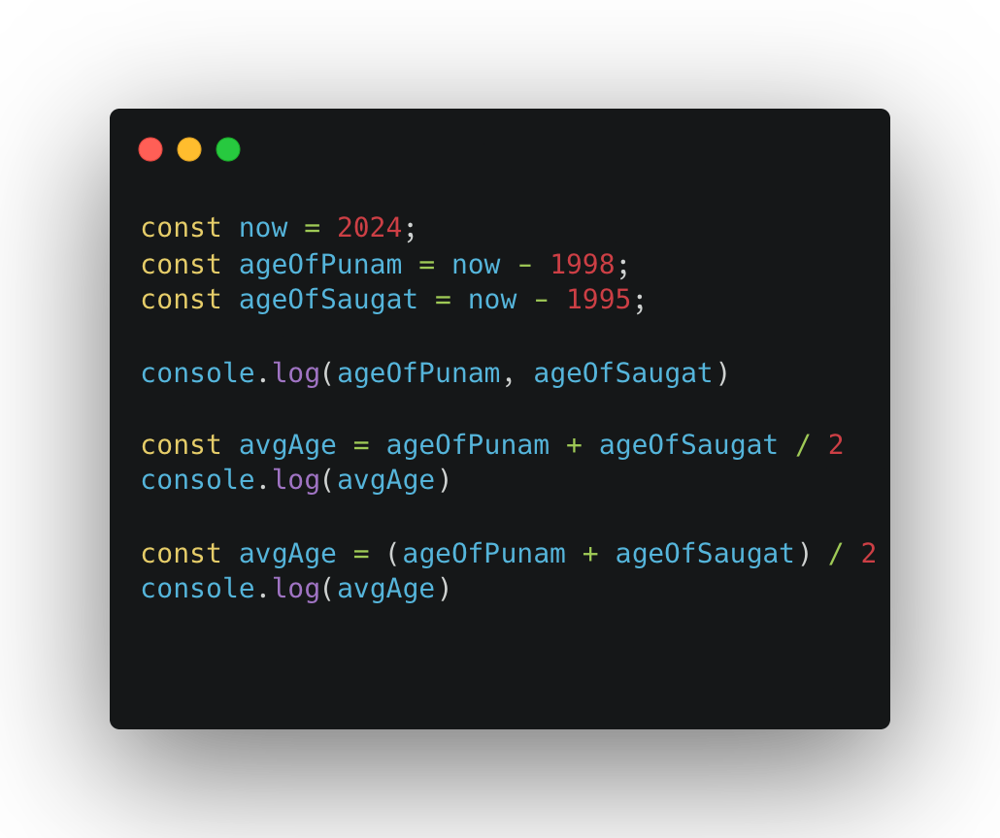 const now = 2024;
const ageOfPunam = now - 1998;
const ageOfSaugat = now - 1995;
console.log(ageOfPunam, ageOfSaugat)
const avgAge = ageOfPunam + ageOfSaugat / 2
console.log(avgAge)
const avgAge = (ageOfPunam + ageOfSaugat) / 2
console.log(avgAge)